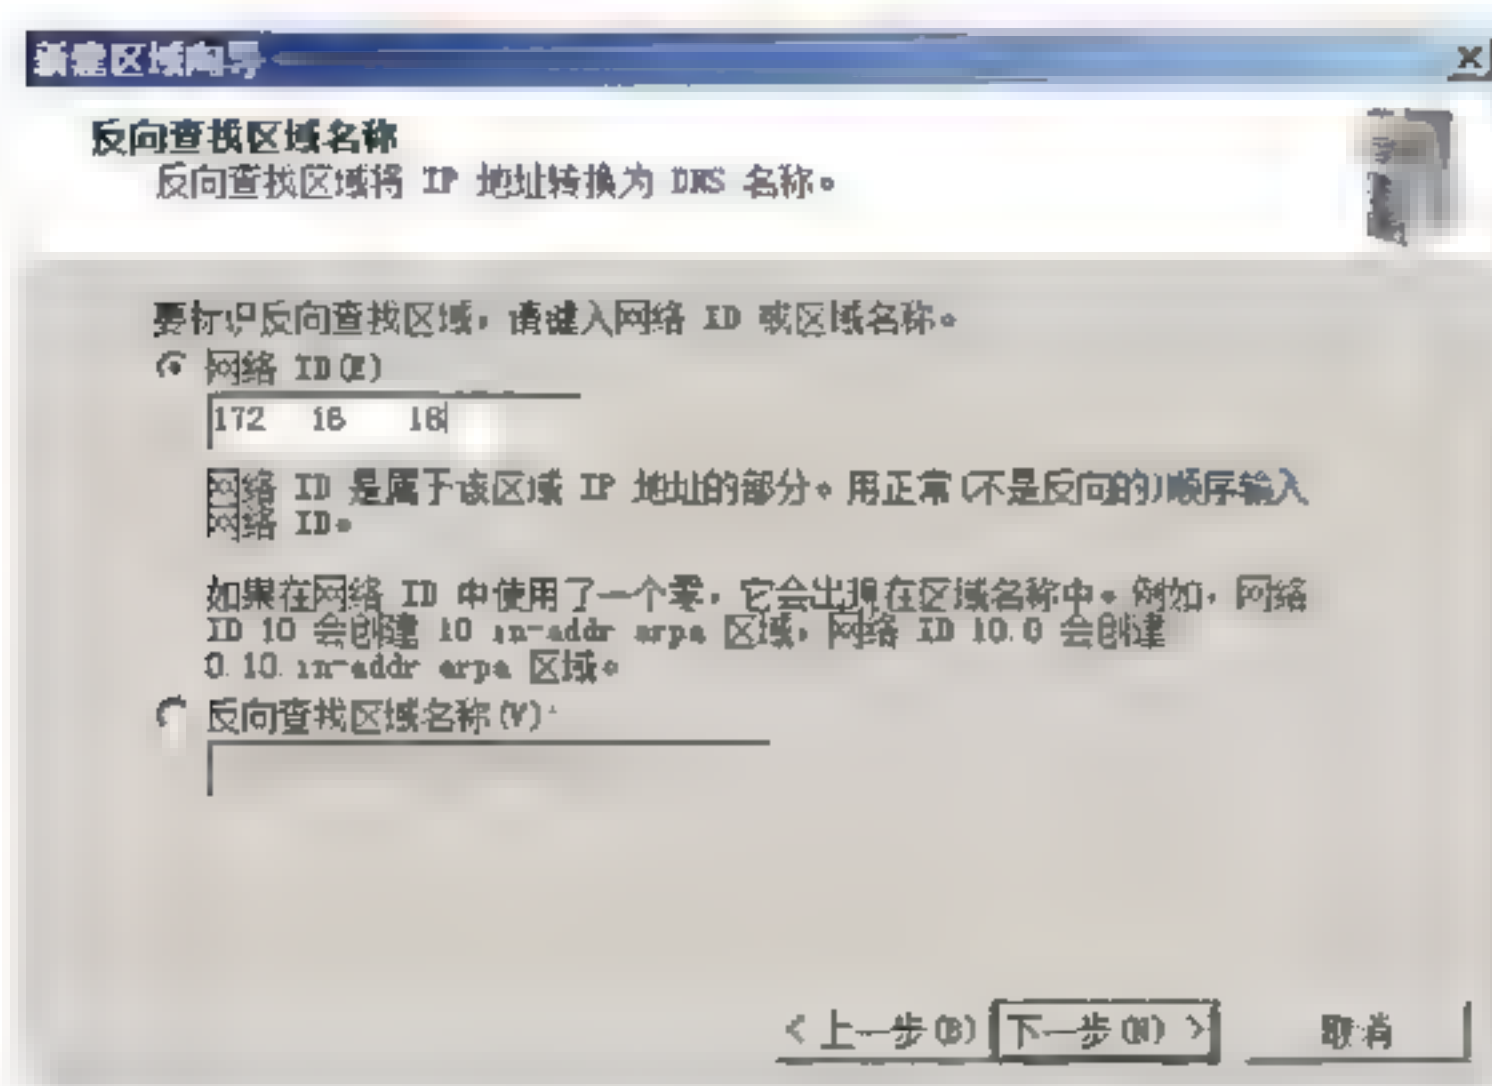 新建区域向导
反向查找区域名称
反向查找区域将 IP 地址转换为 DNS 名称。
要标识反向查找区域，请键入网络 ID 或区域名称。
网络 ID(E)
172 16
网络 ID 是属于该区域 IP 地址的部分。用正常(不是反向的)顺序输入
网络 ID。
如果在网络 ID 中使用了一个零，它会出现在区域名称中。例如，网络
ID 10 会创建 10 in-addr arpa 区域，网络 ID 10.0 会创建
0.10.in-addr arpa 区域。
反向查找区域名称(V)
< 上一步(B)
下一步(N) >
取消